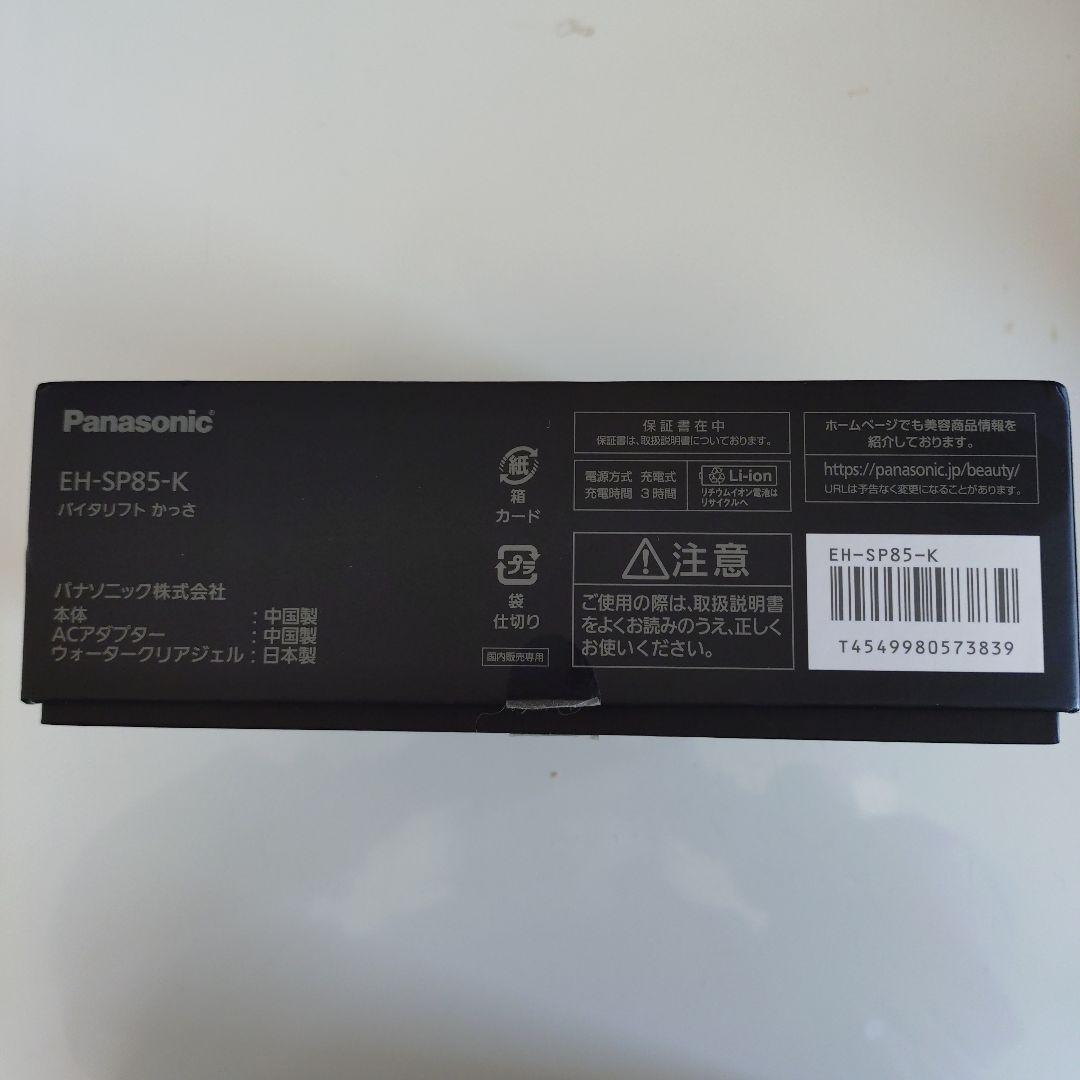 Panasonic®
EH-SP85-K
バイタリフト かっさ
パナソニック株式会社
本体 : 中国製
ACアダプター : 中国製
ウォータークリアジェル : 日本製
紙
箱
カード
プラ
袋
仕切り
国内販売専用
保証書在中
保証書は、取扱説明書についております。
電源方式 充電式
充電時間 3時間
Li-ion
リチウムイオン電池は
リサイクルへ
注意
ご使用の際は、取扱説明書
をよくお読みのうえ、正しく
お使いください。
ホームページでも美容商品情報を
紹介しております。
https://panasonic.jp/beauty/
URLは予告なく変更になることがあります。
EH-SP85-K
T4549980573839